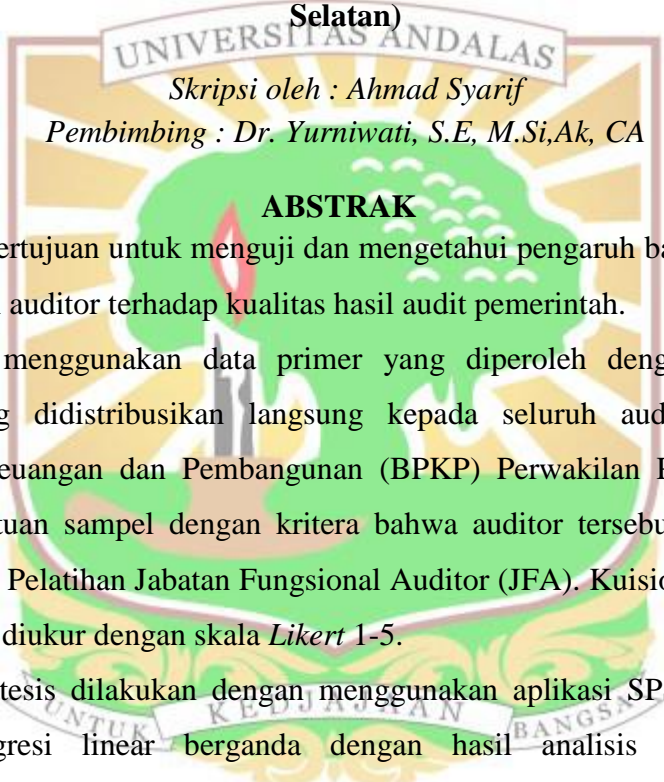 Selatan)
UNIVERSITAS ANDALAS
Skripsi oleh : Ahmad Syarif
Pembimbing : Dr. Yurniwati, S.E, M.Si,Ak, CA
ABSTRAK
ertujuan untuk menguji dan mengetahui pengaruh ba
auditor terhadap kualitas hasil audit pemerintah.
menggunakan data primer yang diperoleh deng
g didistribusikan langsung kepada seluruh aud
euangan dan Pembangunan (BPKP) Perwakilan
tuan sampel dengan kritera bahwa auditor tersebu
Pelatihan Jabatan Fungsional Auditor (JFA). Kuisio
diukur dengan skala Likert 1-5.
tesis dilakukan dengan menggunakan aplikasi SP
UNTUK KEDJAJAAN BANGSA
gresi linear berganda dengan hasil analisis